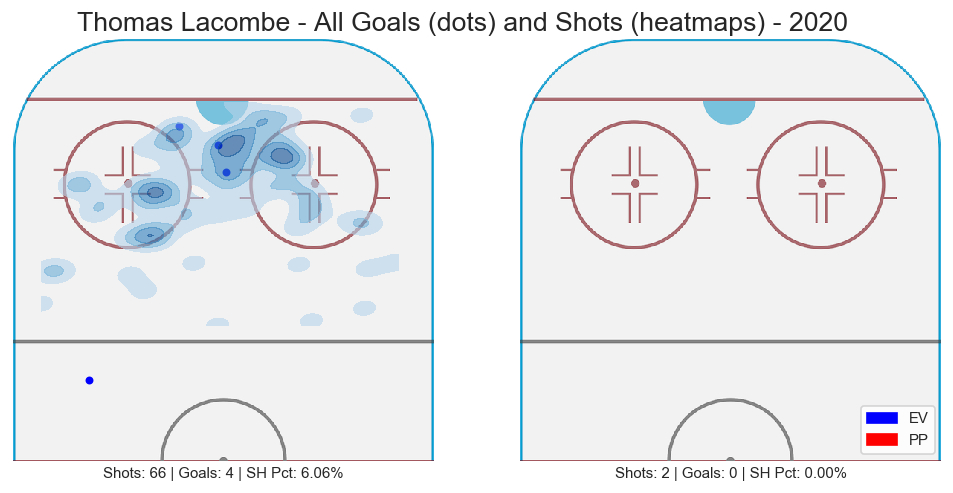 Thomas Lacombe - All Goals (dots) and Shots (heatmaps) - 2020
EV
PP
Shots: 66 | Goals: 4 | SH Pct: 6.06%
Shots: 2 | Goals: 0 | SH Pct: 0.00%